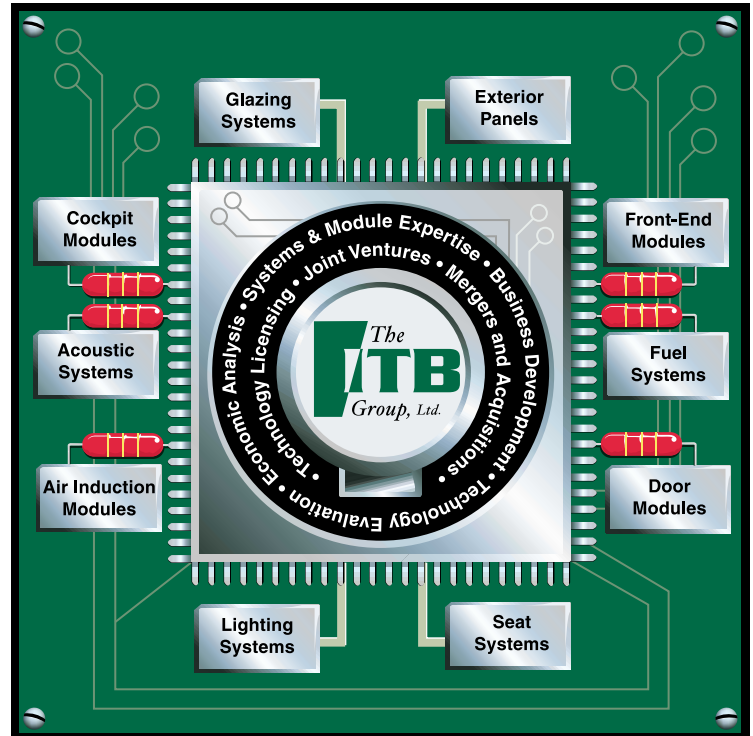 Glazing
Systems
Exterior
Panels
Cockpit
Modules
Front-End
Modules
Acoustic
Systems
Fuel
Systems
Air Induction
Modules
Door
Modules
Lighting
Systems
Seat
Systems
• Economic Analysis • Systems & Module Expertise • Business Development • Technology Evaluation
• Technology Licensing • Joint Ventures • Mergers and Acquisitions •
The
ITB
Group, Ltd.